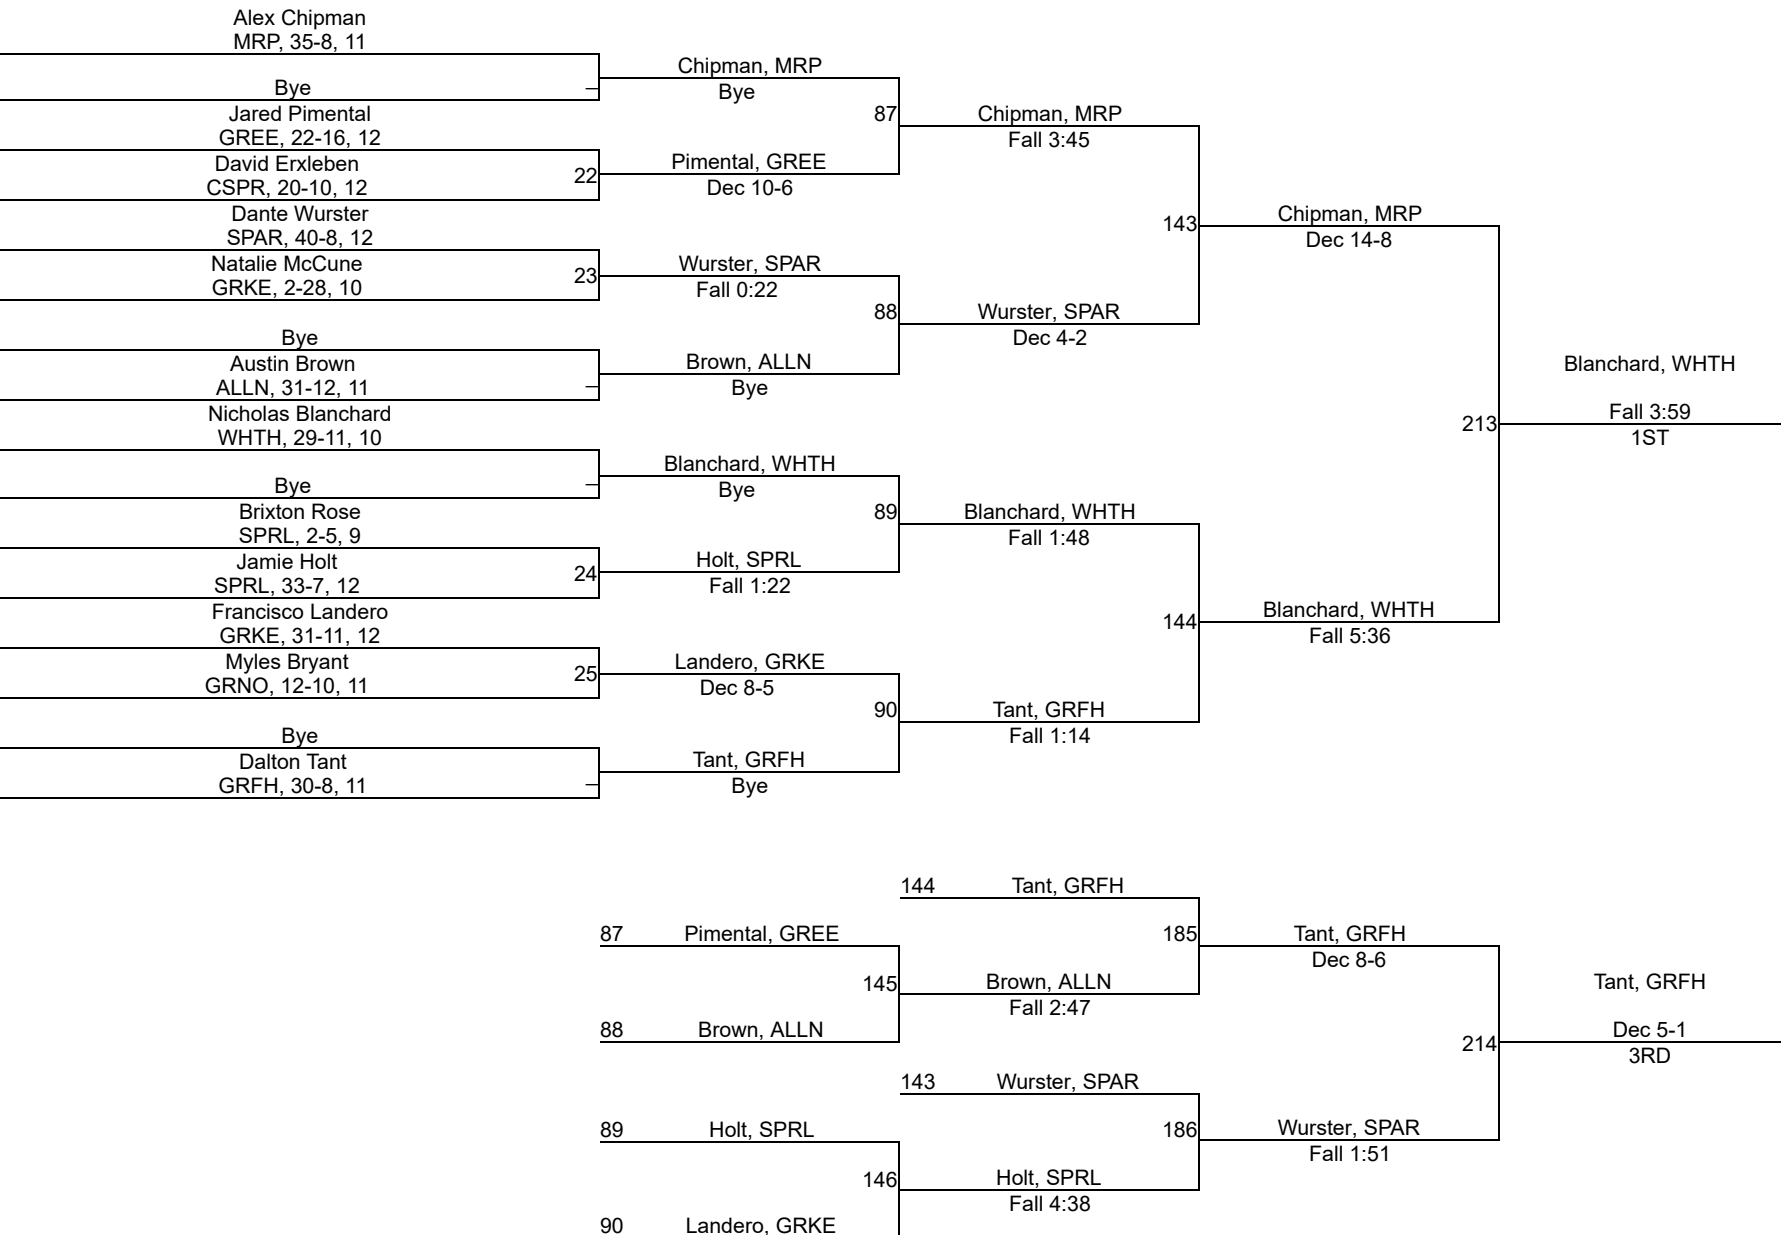 Alex Chipman
MRP, 35-8, 11
Bye
Jared Pimental
GREE, 22-16, 12
David Erxleben
CSPR, 20-10, 12
Dante Wurster
SPAR, 40-8, 12
Natalie McCune
GRKE, 2-28, 10
Bye
Austin Brown
ALLN, 31-12, 11
Nicholas Blanchard
WHTH, 29-11, 10
Bye
Brixton Rose
SPRL, 2-5, 9
Jamie Holt
SPRL, 33-7, 12
Francisco Landero
GRKE, 31-11, 12
Myles Bryant
GRNO, 12-10, 11
Bye
Dalton Tant
GRFH, 30-8, 11
–
22
23
–
–
24
25
–
Chipman, MRP
Bye
Pimental, GREE
Dec 10-6
Wurster, SPAR
Fall 0:22
Brown, ALLN
Bye
Blanchard, WHTH
Bye
Holt, SPRL
Fall 1:22
Landero, GRKE
Dec 8-5
Tant, GRFH
Bye
87
88
89
90
Chipman, MRP
Fall 3:45
Wurster, SPAR
Dec 4-2
Blanchard, WHTH
Fall 1:48
Tant, GRFH
Fall 1:14
143
144
Chipman, MRP
Dec 14-8
Blanchard, WHTH
Fall 5:36
213
Blanchard, WHTH
Fall 3:59
1ST
87 Pimental, GREE
88 Brown, ALLN
89 Holt, SPRL
90 Landero, GRKE
145
146
144 Tant, GRFH
Brown, ALLN
Fall 2:47
143 Wurster, SPAR
Holt, SPRL
Fall 4:38
185
186
Tant, GRFH
Dec 8-6
Wurster, SPAR
Fall 1:51
214
Tant, GRFH
Dec 5-1
3RD